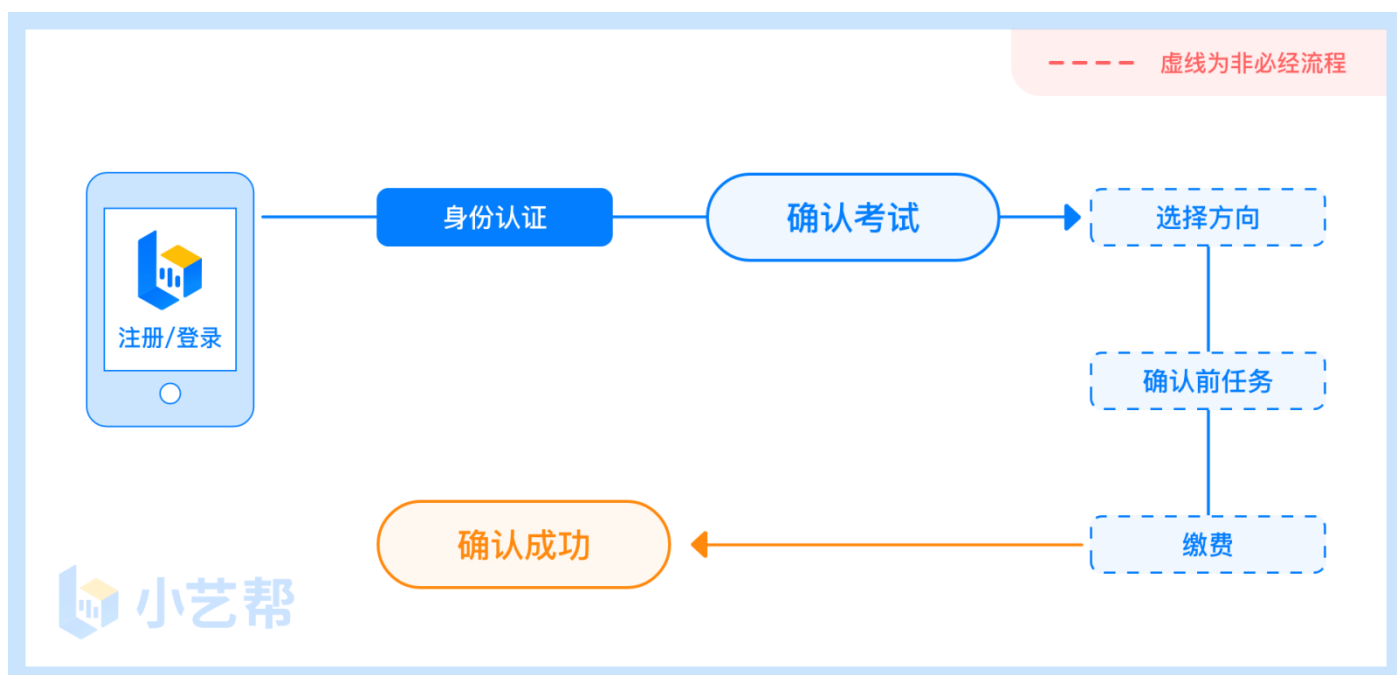 虚线为非必经流程
注册/登录
身份认证
确认考试
选择方向
确认前任务
缴费
确认成功
小艺帮